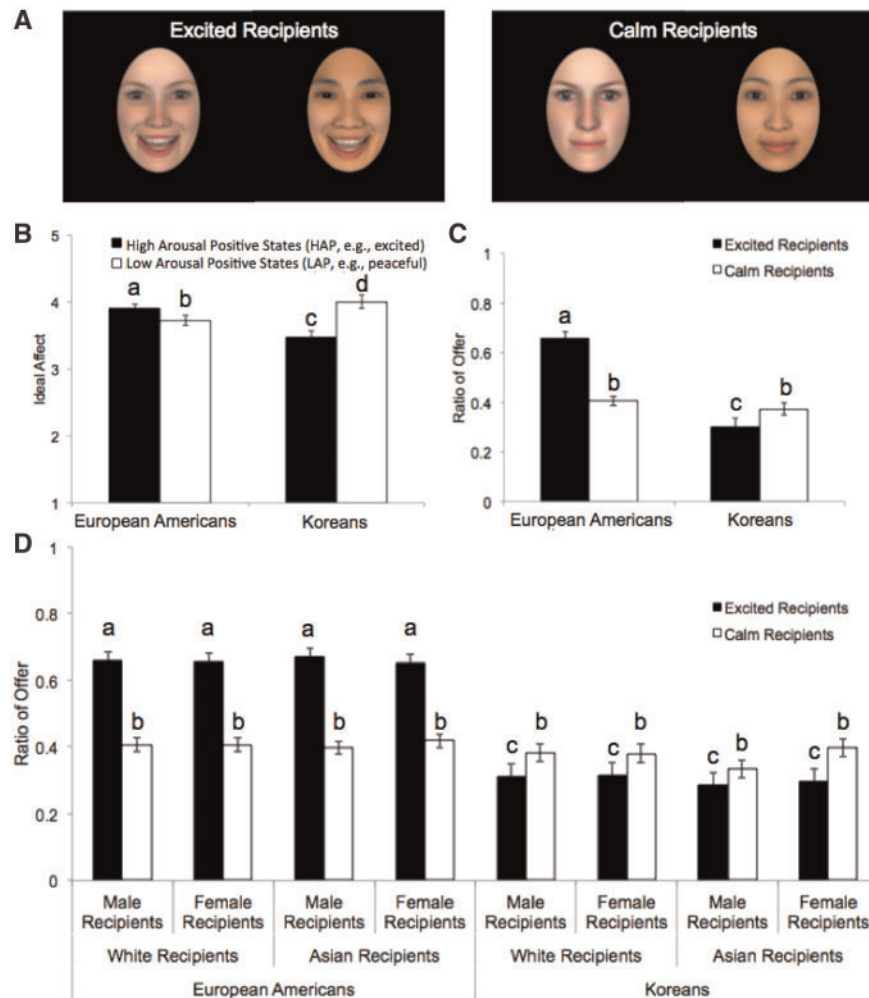 A
Excited Recipients
Calm Recipients
B
5
4
3
2
1
Ideal Affect
High Arousal Positive States (HAP, e.g., excited)
Low Arousal Positive States (LAP, e.g., peaceful)
a
b
c
d
European Americans
Koreans
C
1
0.8
0.6
0.4
0.2
0
Ratio of Offer
Excited Recipients
Calm Recipients
a
b
c
b
European Americans
Koreans
D
1
0.8
0.6
0.4
0.2
0
Ratio of Offer
Excited Recipients
Calm Recipients
a
b
a
b
a
b
a
b
c
b
c
b
c
b
c
b
Male Recipients
Female Recipients
Male Recipients
Female Recipients
Male Recipients
Female Recipients
Male Recipients
Female Recipients
White Recipients
Asian Recipients
White Recipients
Asian Recipients
European Americans
Koreans